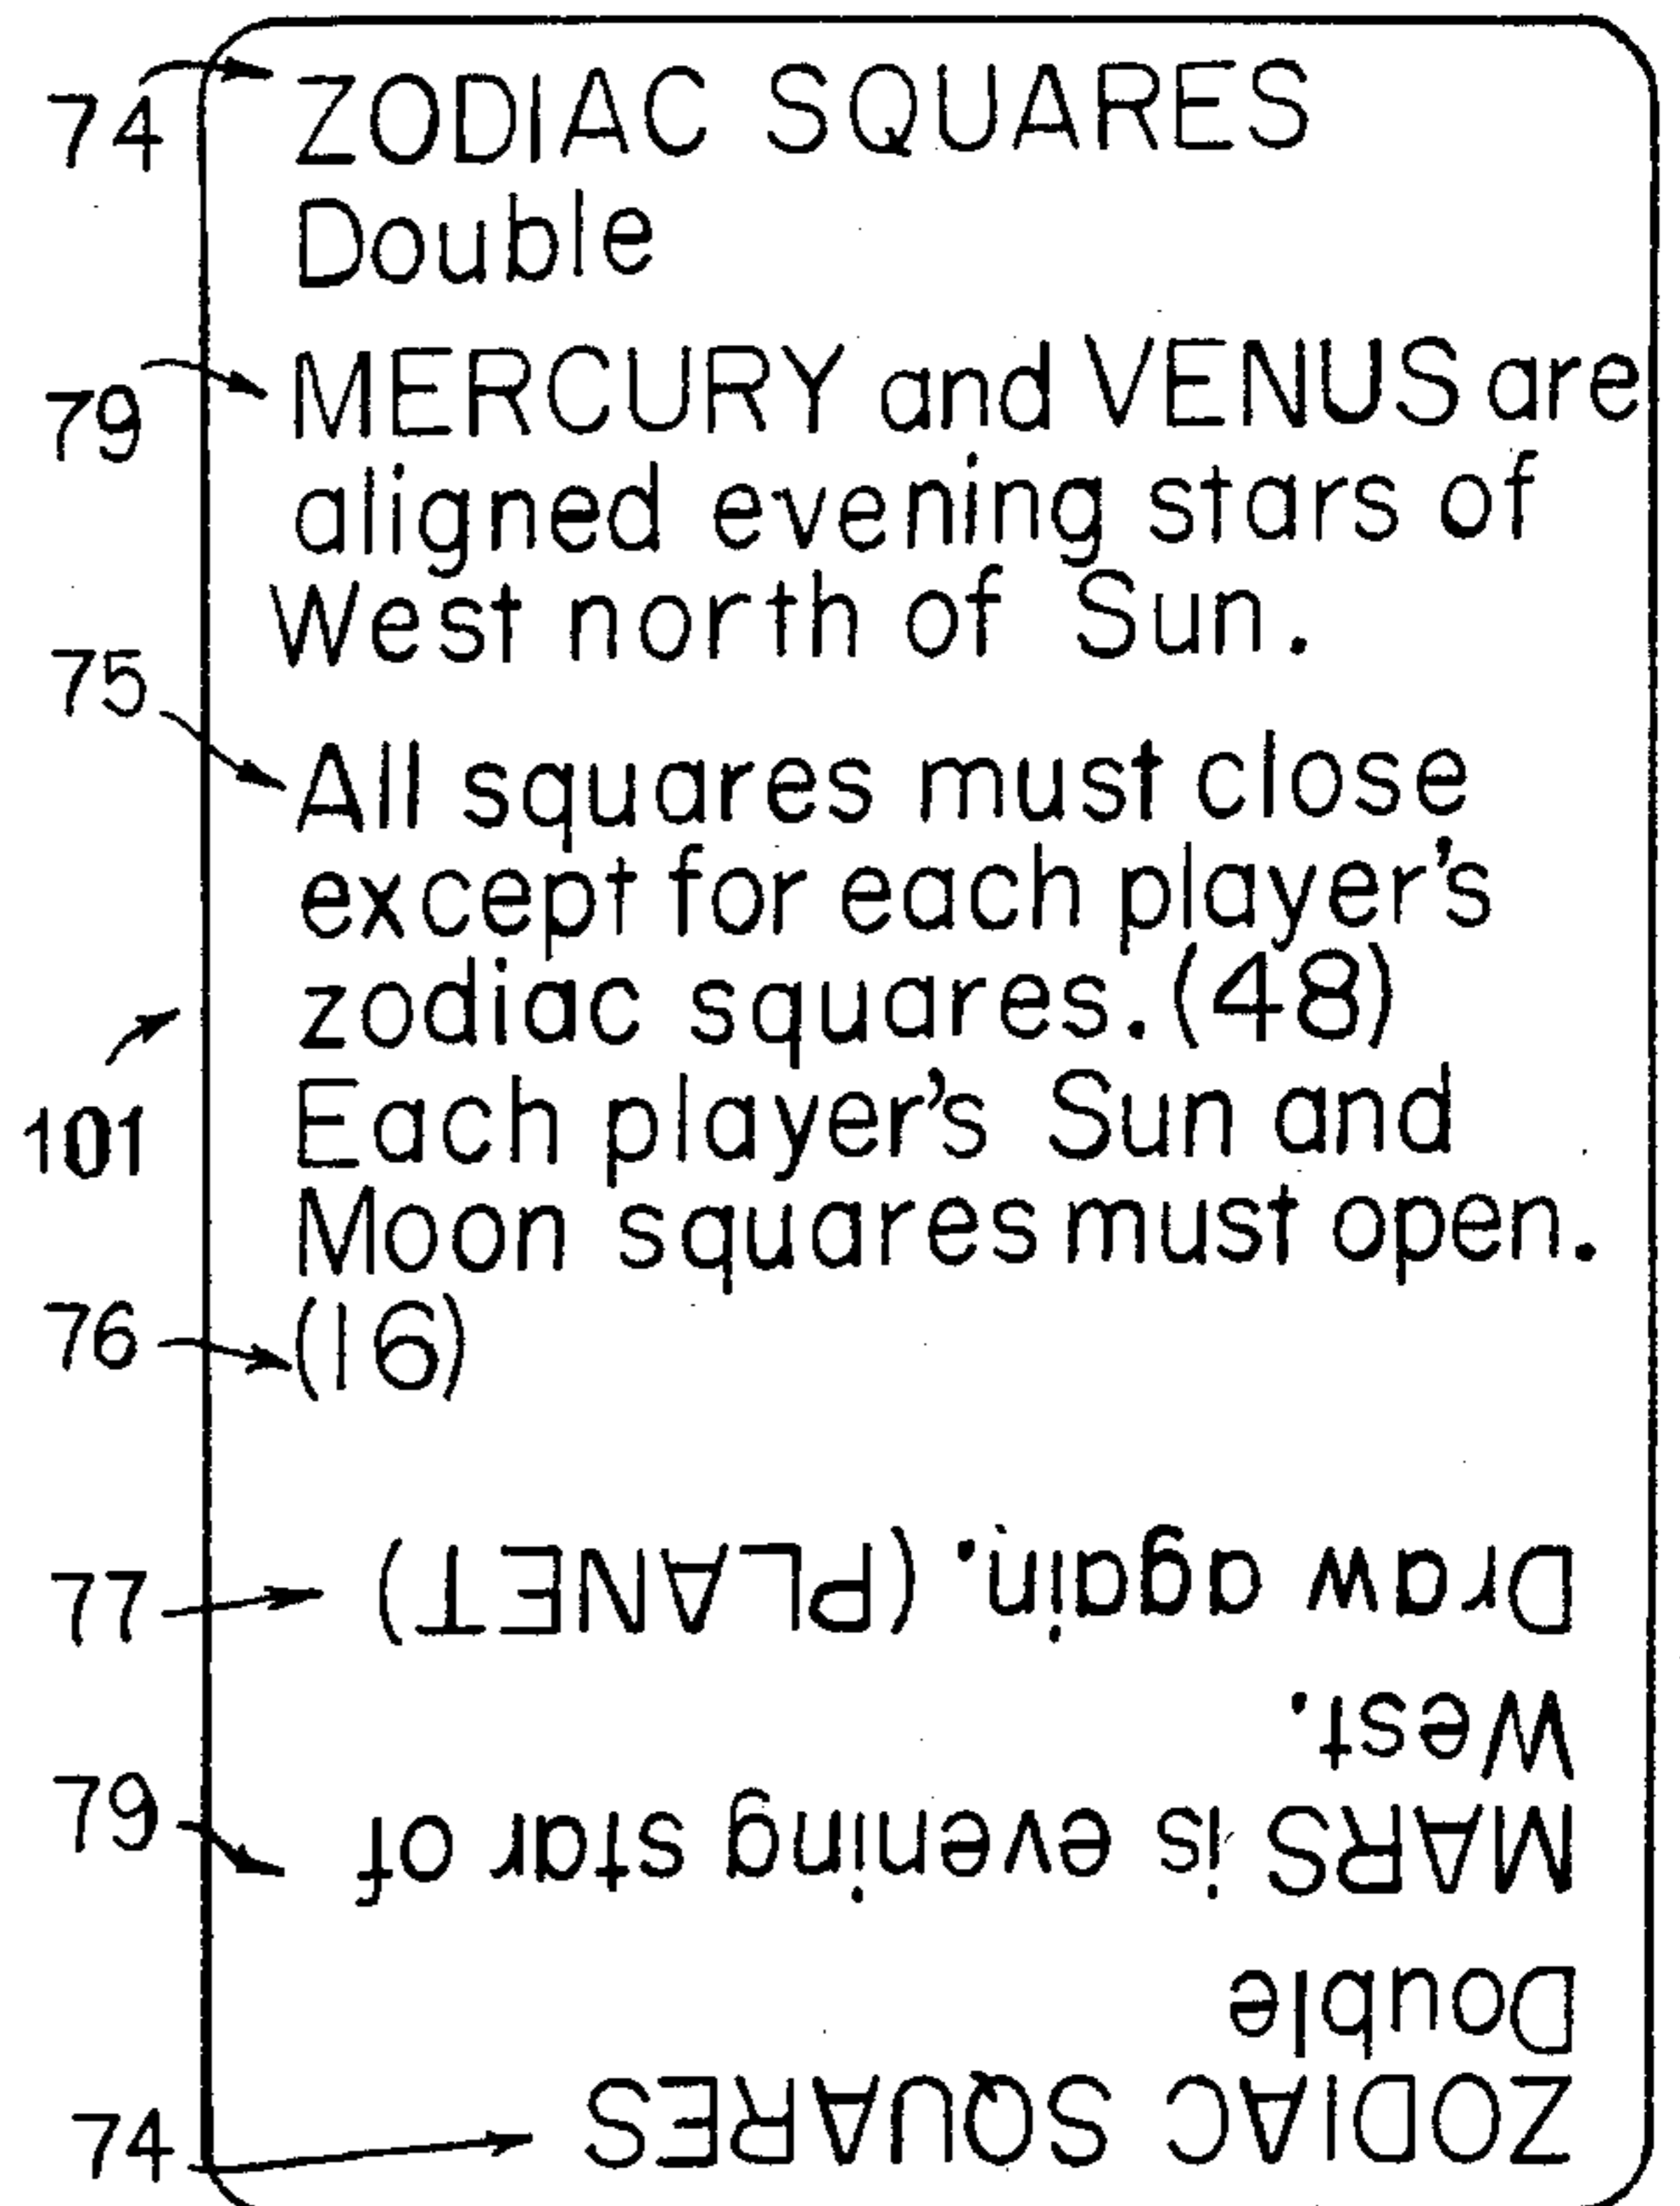 74
ZODIAC SQUARES
Double
79
MERCURY and VENUS are
aligned evening stars of
West north of Sun.
75
All squares must close
except for each player's
zodiac squares. (48)
101
Each player's Sun and
Moon squares must open.
76
(16)
74
ZODIAC SQUARES
Double
79
MARS is evening star of
West.
77
Draw again. (PLANET)